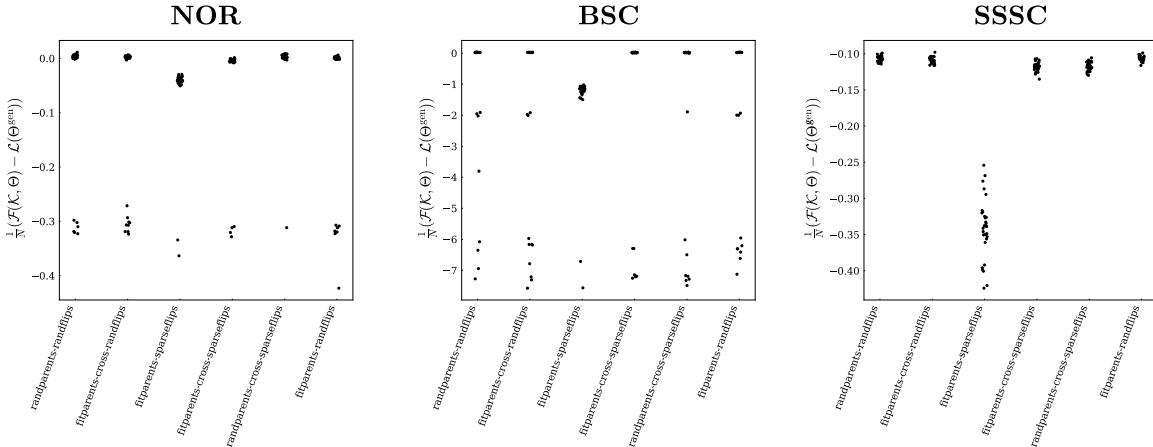 NOR
BSC
SSSC
0.0
−0.1
−0.2
−0.3
−0.4
1/N (F(K, Θ) − L(Θ^gen))
randparents-randflips
fitparents-cross-randflips
fitparents-sparseflips
fitparents-cross-sparseflips
randparents-cross-sparseflips
fitparents-randflips
0
−1
−2
−3
−4
−5
−6
−7
1/N (F(K, Θ) − L(Θ^gen))
randparents-randflips
fitparents-cross-randflips
fitparents-sparseflips
fitparents-cross-sparseflips
randparents-cross-sparseflips
fitparents-randflips
−0.10
−0.15
−0.20
−0.25
−0.30
−0.35
−0.40
1/N (F(K, Θ) − L(Θ^gen))
randparents-randflips
fitparents-cross-randflips
fitparents-sparseflips
fitparents-cross-sparseflips
randparents-cross-sparseflips
fitparents-randflips